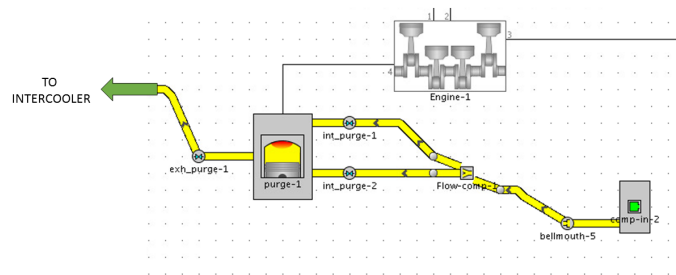 1 2
3
4
Engine-1
TO
INTERCOOLER
int_purge-1
exh_purge-1
purge-1
int_purge-2
Flow-comp-1
comp-in-2
bellmouth-5